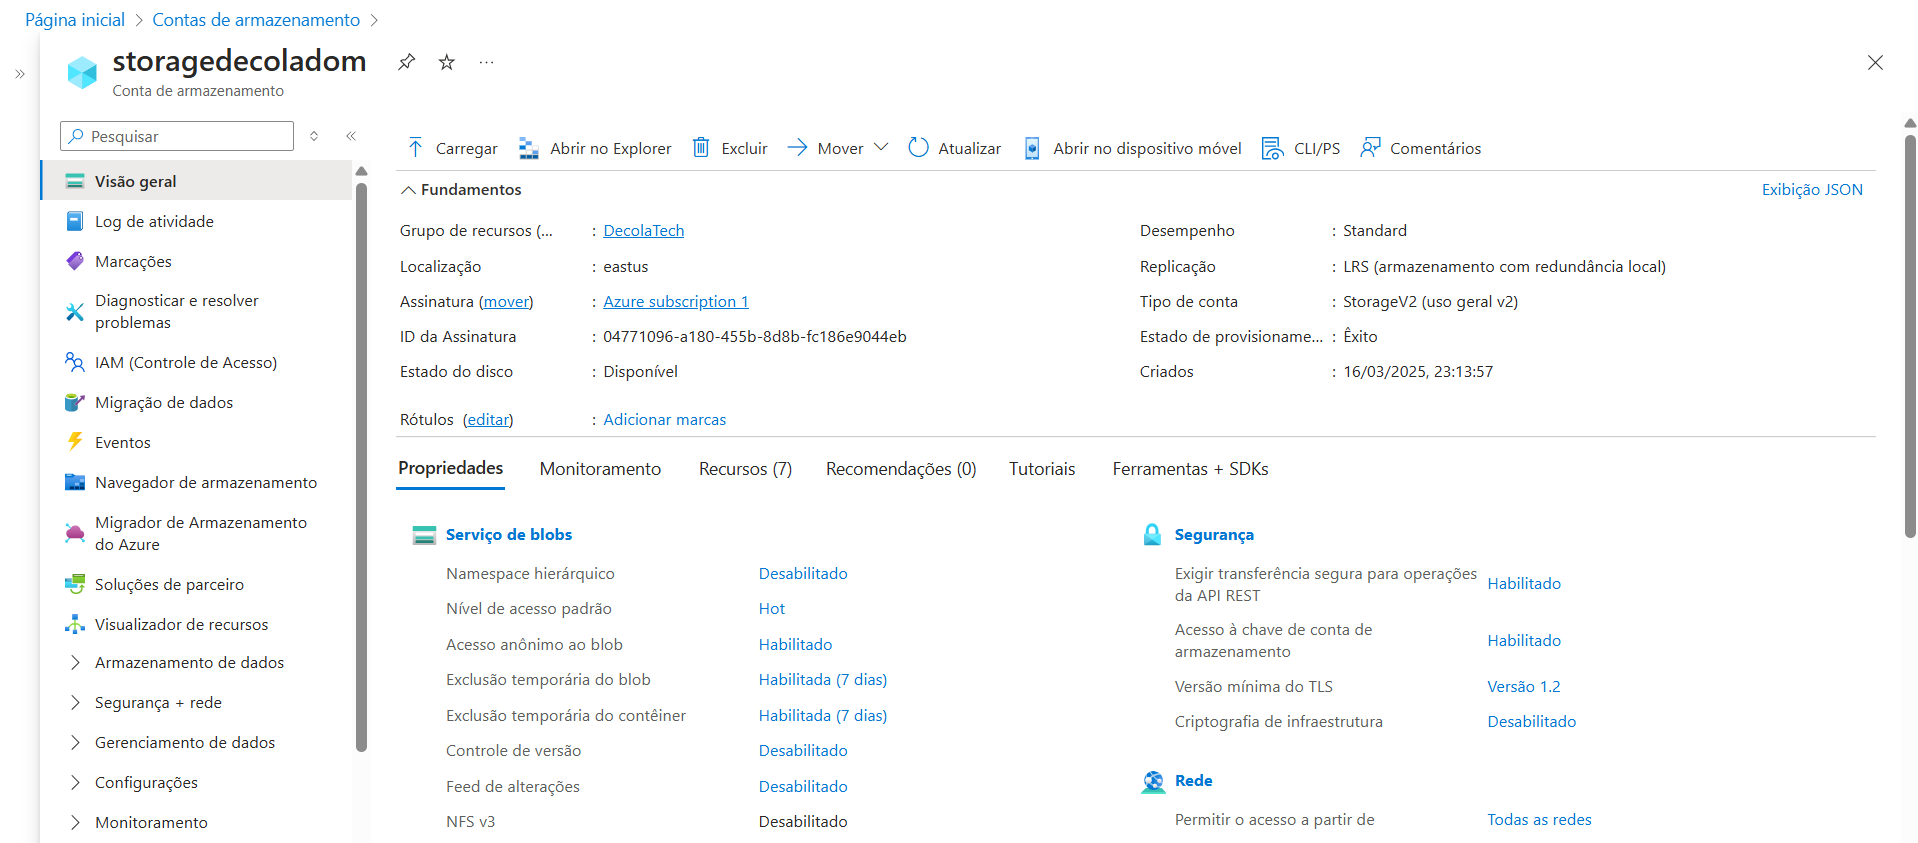 Página inicial > Contas de armazenamento >
storagedecoladom
Conta de armazenamento
Pesquisar
Visão geral
Log de atividade
Marcações
Diagnosticar e resolver
problemas
IAM (Controle de Acesso)
Migração de dados
Eventos
Navegador de armazenamento
Migrador de Armazenamento
do Azure
Soluções de parceiro
Visualizador de recursos
Armazenamento de dados
Segurança + rede
Gerenciamento de dados
Configurações
Monitoramento
Carregar Abrir no Explorer Excluir Mover Atualizar Abrir no dispositivo móvel CLI/PS Comentários
Fundamentos
Exibição JSON
Grupo de recursos (... : DecolaTech
Localização : eastus
Assinatura (mover) : Azure subscription 1
ID da Assinatura : 04771096-a180-455b-8d8b-fc186e9044eb
Estado do disco : Disponível
Rótulos (editar) : Adicionar marcas
Desempenho : Standard
Replicação : LRS (armazenamento com redundância local)
Tipo de conta : StorageV2 (uso geral v2)
Estado de provisioname... : Êxito
Criados : 16/03/2025, 23:13:57
Propriedades Monitoramento Recursos (7) Recomendações (0) Tutoriais Ferramentas + SDKs
Serviço de blobs
Namespace hierárquico Desabilitado
Nível de acesso padrão Hot
Acesso anônimo ao blob Habilitado
Exclusão temporária do blob Habilitada (7 dias)
Exclusão temporária do contêiner Habilitada (7 dias)
Controle de versão Desabilitado
Feed de alterações Desabilitado
NFS v3 Desabilitado
Segurança
Exigir transferência segura para operações
da API REST Habilitado
Acesso à chave de conta de
armazenamento Habilitado
Versão mínima do TLS Versão 1.2
Criptografia de infraestrutura Desabilitado
Rede
Permitir o acesso a partir de Todas as redes